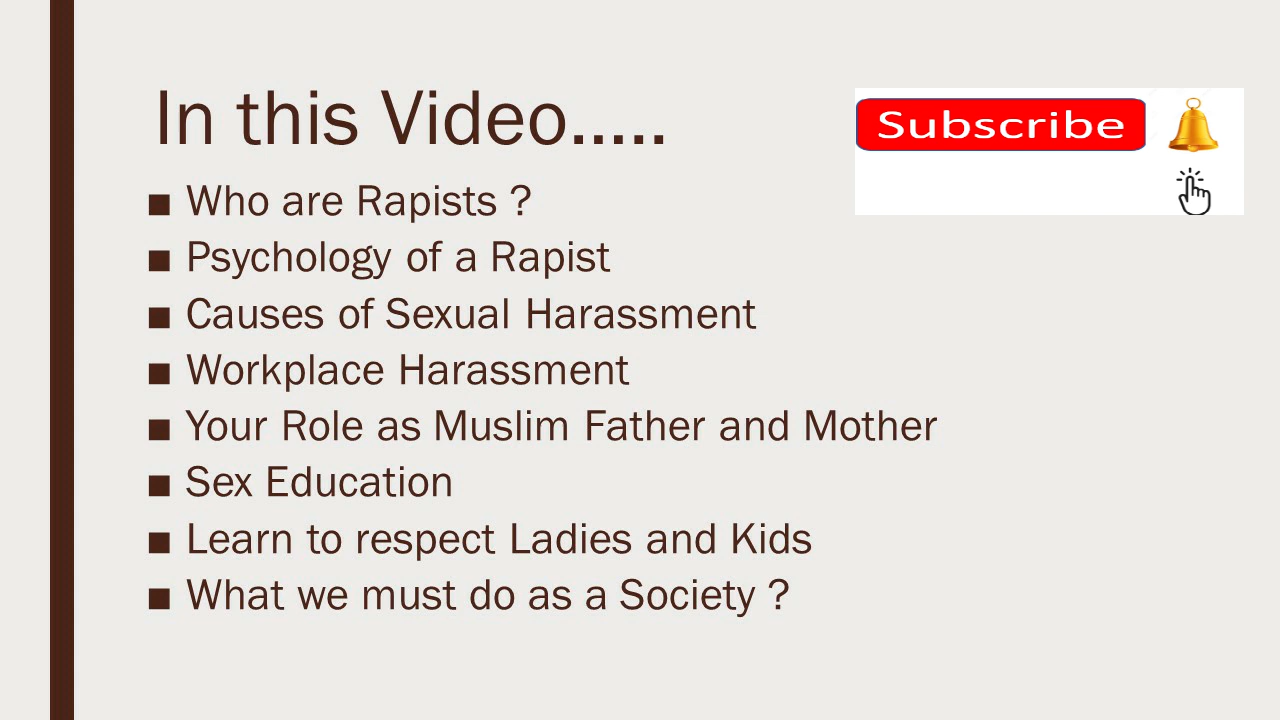 In this Video.....
Subscribe
■ Who are Rapists ?
■ Psychology of a Rapist
■ Causes of Sexual Harassment
■ Workplace Harassment
■ Your Role as Muslim Father and Mother
■ Sex Education
■ Learn to respect Ladies and Kids
■ What we must do as a Society ?